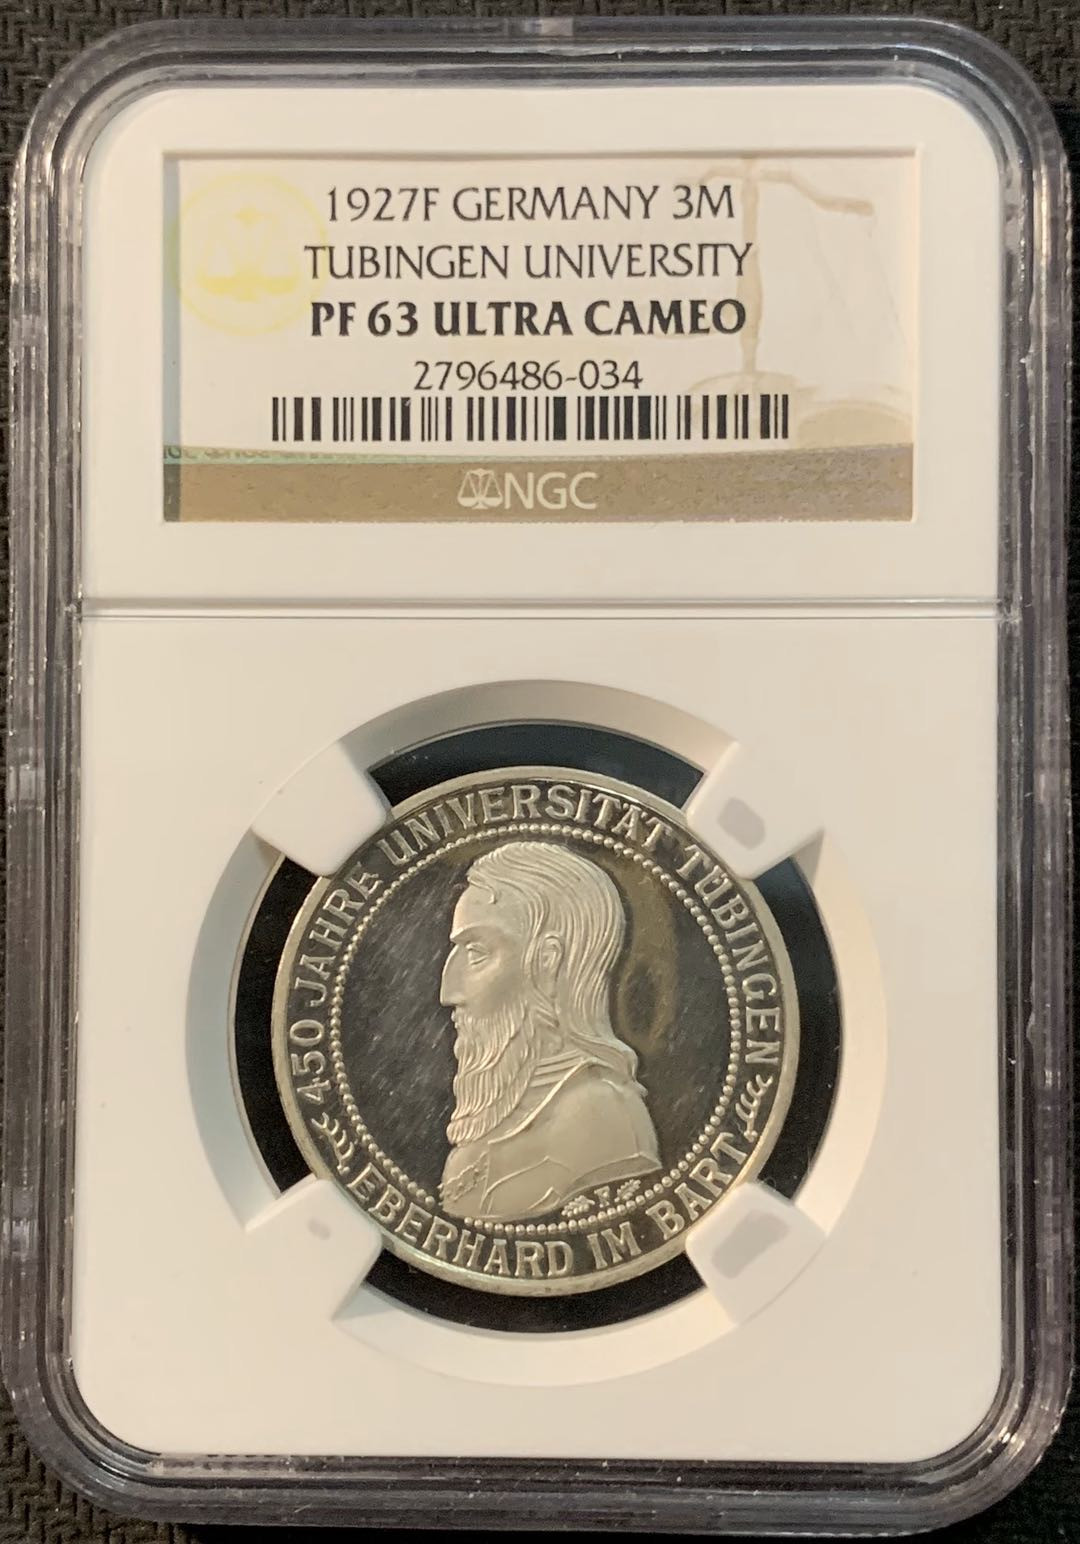 1927F GERMANY 3M
TUBINGEN UNIVERSITY
PF 63 ULTRA CAMEO
2796486-034
NGC
450 JAHRE UNIVERSITÄT TÜBINGEN
EBERHARD IM BART
F